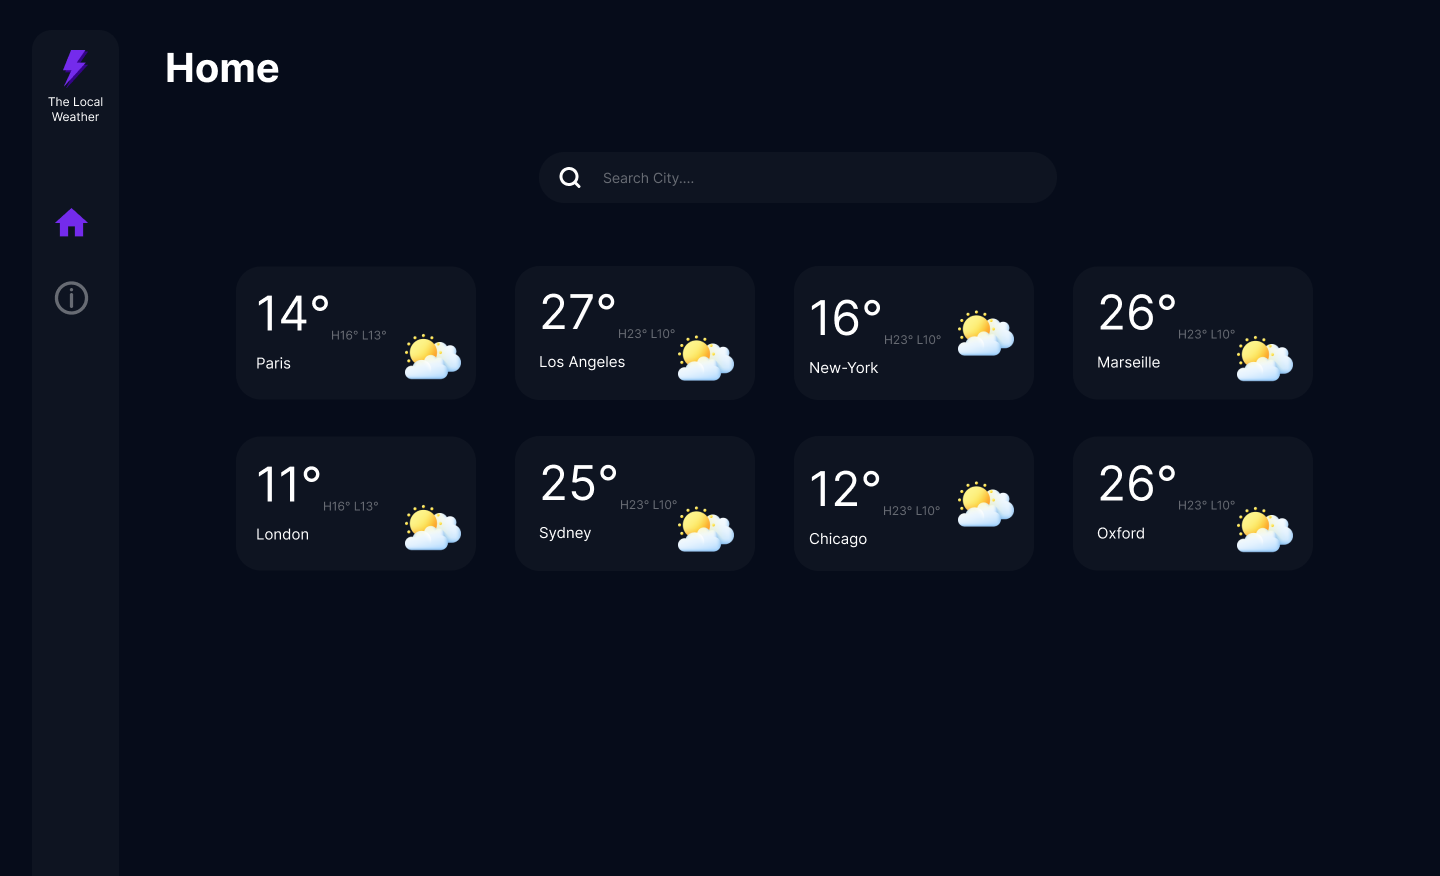 The Local
Weather
Home
Search City....
14°
H16° L13°
Paris
27°
H23° L10°
Los Angeles
16°
H23° L10°
New-York
26°
H23° L10°
Marseille
11°
H16° L13°
London
25°
H23° L10°
Sydney
12°
H23° L10°
Chicago
26°
H23° L10°
Oxford